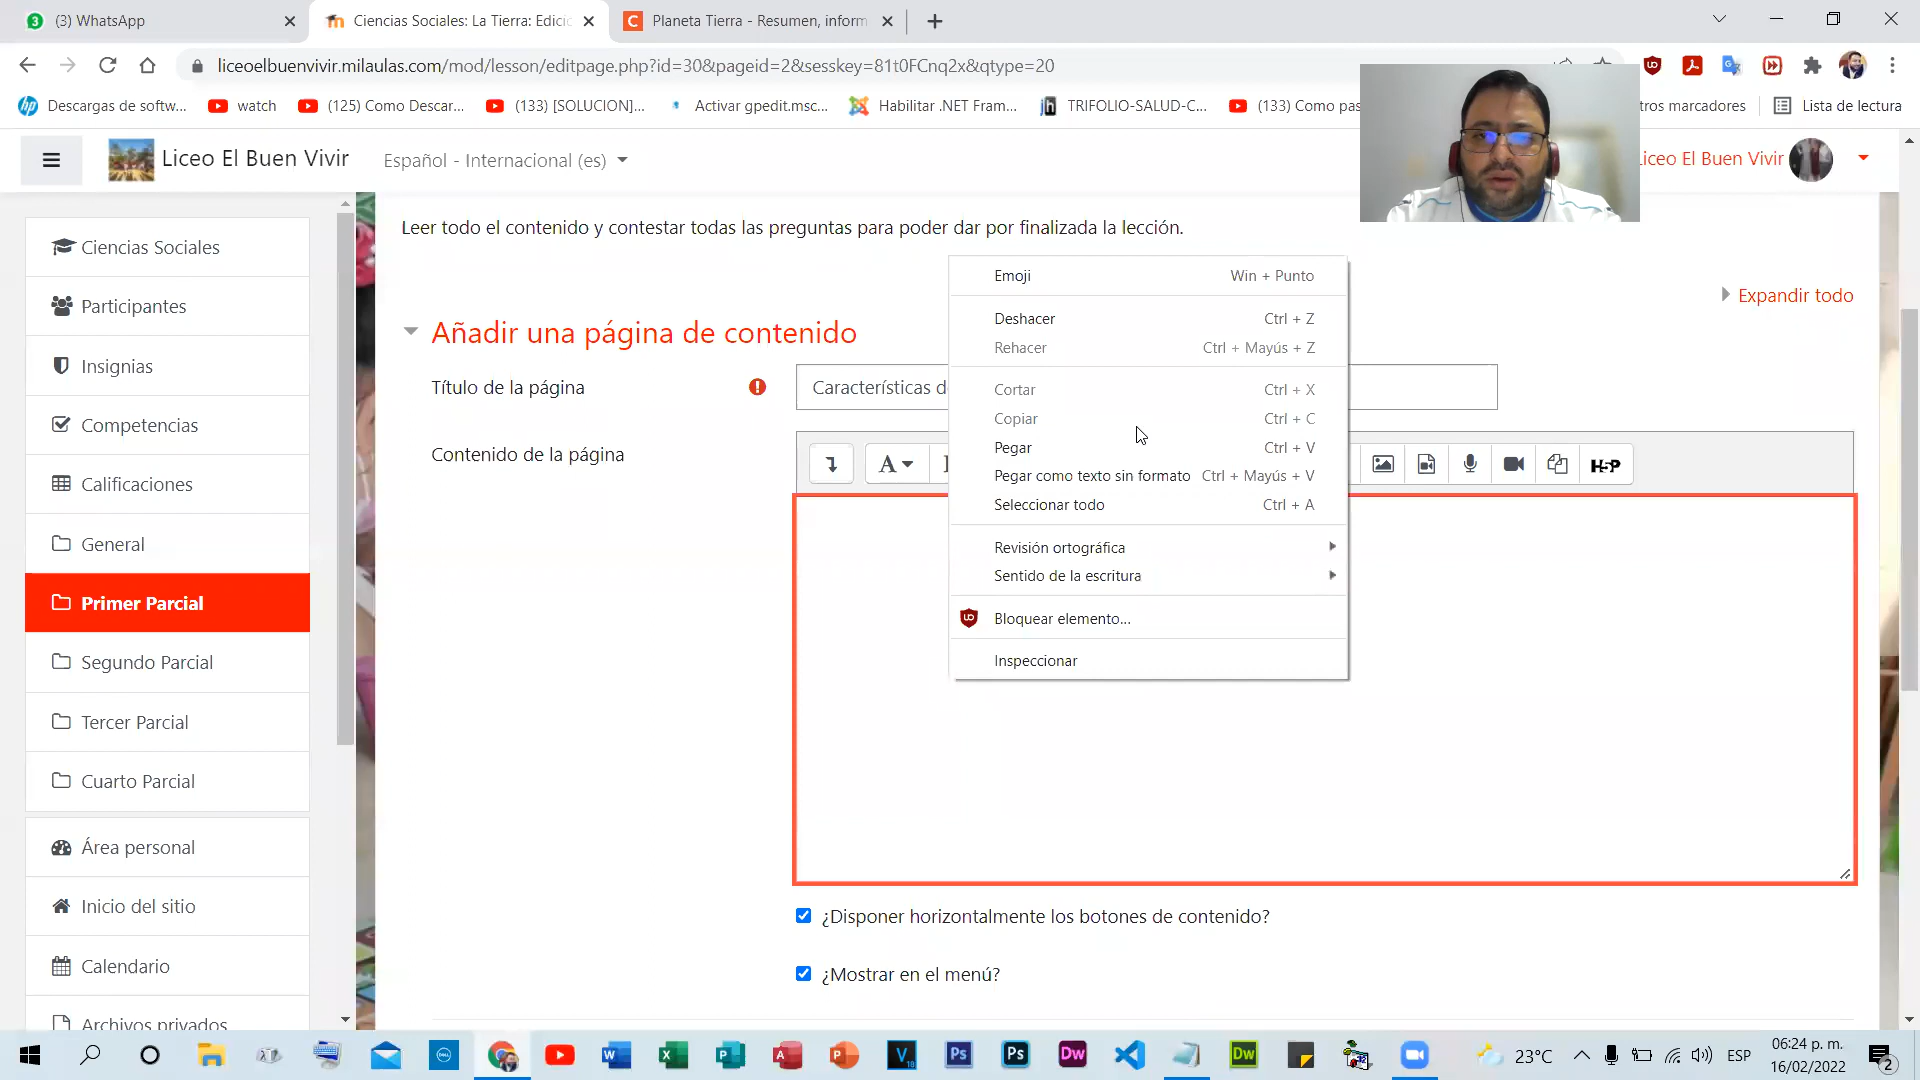 (3) WhatsApp
Ciencias Sociales: La Tierra: Edici
Planeta Tierra - Resumen, inform
liceoelbuenvivir.milaulas.com/mod/lesson/editpage.php?id=30&pageid=2&sesskey=81t0FCnq2x&qtype=20
Descargas de softw...
watch
(125) Como Descar...
(133) [SOLUCION]...
Activar gpedit.msc...
Habilitar .NET Fram...
TRIFOLIO-SALUD-C...
(133) Como pas
tros marcadores
Lista de lectura
Liceo El Buen Vivir
Español - Internacional (es)
Liceo El Buen Vivir
Ciencias Sociales
Participantes
Insignias
Competencias
Calificaciones
General
Primer Parcial
Segundo Parcial
Tercer Parcial
Cuarto Parcial
Área personal
Inicio del sitio
Calendario
Archivos privados
Leer todo el contenido y contestar todas las preguntas para poder dar por finalizada la lección.
Expandir todo
Añadir una página de contenido
Título de la página
Características d
Contenido de la página
H5P
Emoji Win + Punto
Deshacer Ctrl + Z
Rehacer Ctrl + Mayús + Z
Cortar Ctrl + X
Copiar Ctrl + C
Pegar Ctrl + V
Pegar como texto sin formato Ctrl + Mayús + V
Seleccionar todo Ctrl + A
Revisión ortográfica
Sentido de la escritura
Bloquear elemento...
Inspeccionar
¿Disponer horizontalmente los botones de contenido?
¿Mostrar en el menú?
23°C
ESP
06:24 p. m.
16/02/2022
2